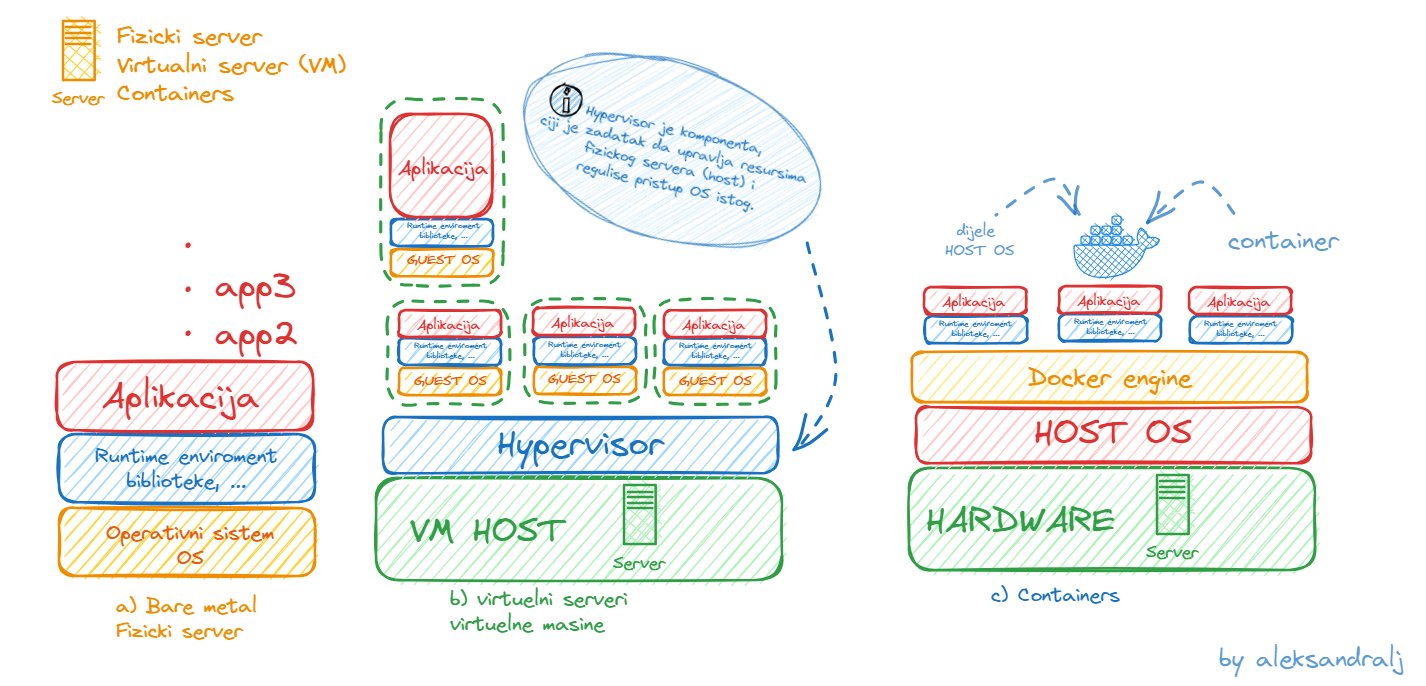 Fizicki server
Virtualni server (VM)
Containers
Server
app3
app2
Aplikacija
Runtime enviroment
biblioteke, ...
Operativni sistem
OS
a) Bare metal
Fizicki server
Hypervisor je komponenta,
ciji je zadatak da upravlja resursima
fizickog servera (host) i
regulise pristup OS istog.
Aplikacija
Runtime enviroment
biblioteke, ...
GUEST OS
Aplikacija
Runtime enviroment
biblioteke, ...
GUEST OS
Aplikacija
Runtime enviroment
biblioteke, ...
GUEST OS
Aplikacija
Runtime enviroment
biblioteke, ...
GUEST OS
Hypervisor
VM HOST
Server
b) virtuelni serveri
virtuelne masine
dijele
HOST OS
container
Aplikacija
Runtime enviroment
biblioteke, ...
Aplikacija
Runtime enviroment
biblioteke, ...
Aplikacija
Runtime enviroment
biblioteke, ...
Docker engine
HOST OS
HARDWARE
Server
c) Containers
by aleksandralj